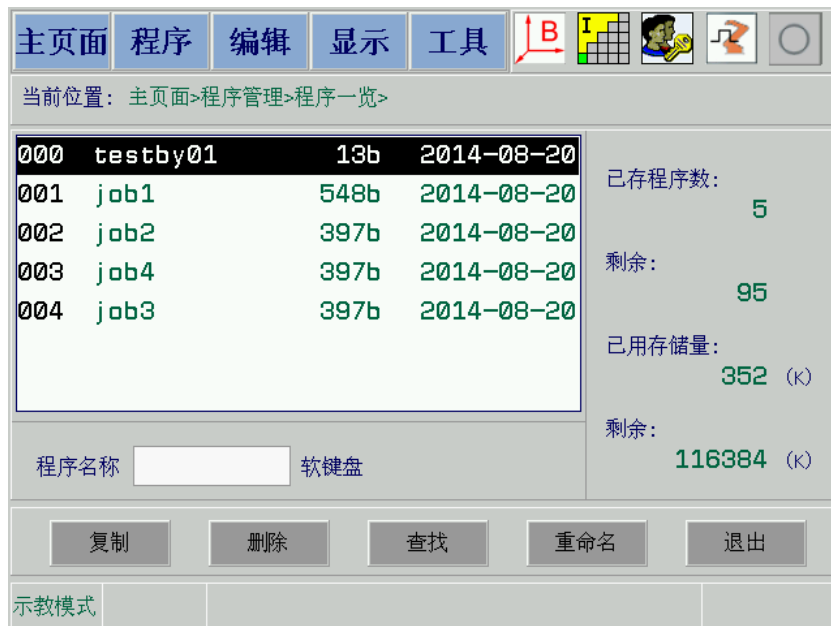 主页面 程序 编辑 显示 工具 B I
当前位置: 主页面>程序管理>程序一览>
000 testby01 13b 2014-08-20
001 job1 548b 2014-08-20
002 job2 397b 2014-08-20
003 job4 397b 2014-08-20
004 job3 397b 2014-08-20
已存程序数:
5
剩余:
95
已用存储量:
352 (K)
剩余:
116384 (K)
程序名称 软键盘
复制 删除 查找 重命名 退出
示教模式